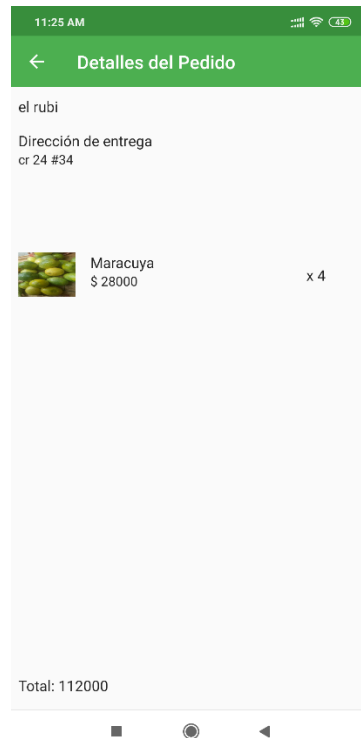 11:25 AM
43
Detalles del Pedido
el rubi
Dirección de entrega
cr 24 #34
Maracuya
$ 28000
x 4
Total: 112000